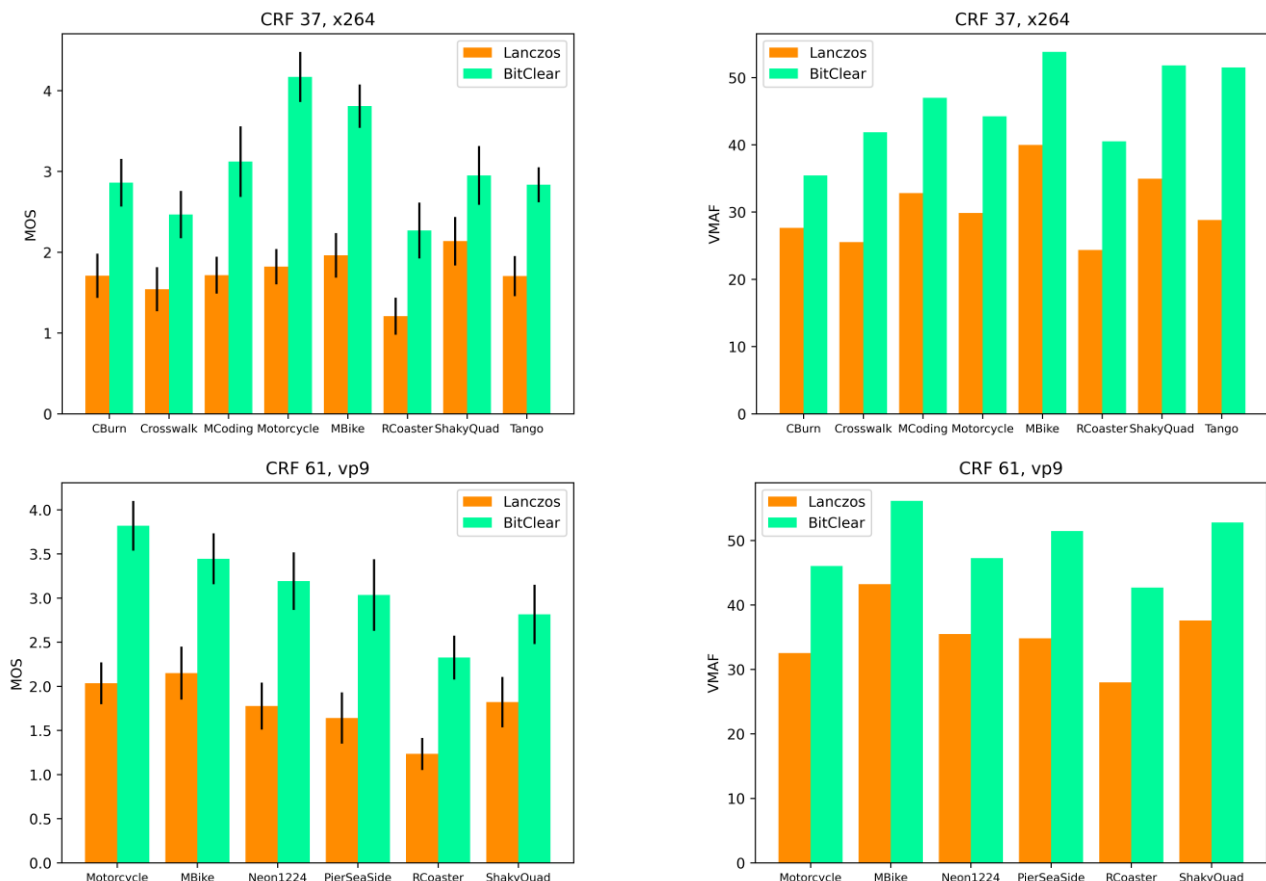 CRF 37, x264
Lanczos
BitClear
MOS
4
3
2
1
0
CBurn Crosswalk MCoding Motorcycle MBike RCoaster ShakyQuad Tango
CRF 37, x264
Lanczos
BitClear
VMAF
50
40
30
20
10
0
CBurn Crosswalk MCoding Motorcycle MBike RCoaster ShakyQuad Tango
CRF 61, vp9
Lanczos
BitClear
MOS
4.0
3.5
3.0
2.5
2.0
1.5
1.0
0.5
0.0
Motorcycle MBike Neon1224 PierSeaSide RCoaster ShakyQuad
CRF 61, vp9
Lanczos
BitClear
VMAF
50
40
30
20
10
0
Motorcycle MBike Neon1224 PierSeaSide RCoaster ShakyQuad